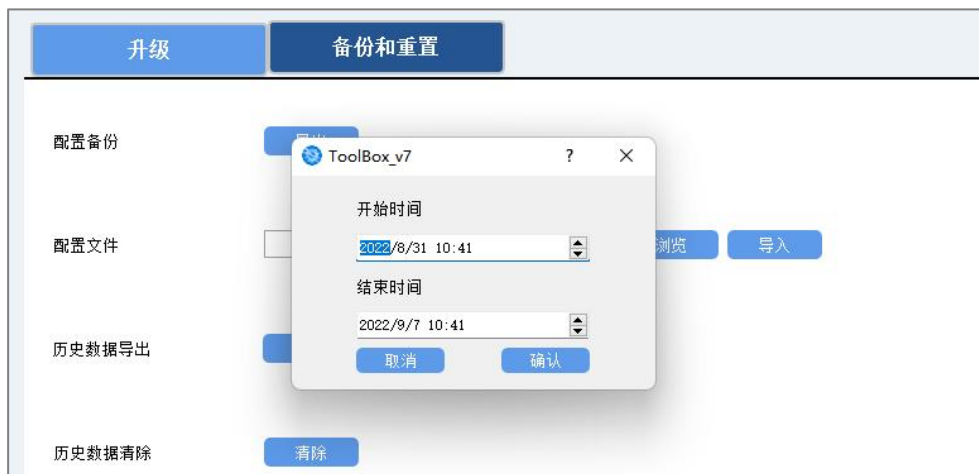 升级
备份和重置
配置备份
ToolBox_v7
?
开始时间
2022/8/31 10:41
配置文件
浏览
导入
结束时间
2022/9/7 10:41
历史数据导出
取消
确认
历史数据清除
清除